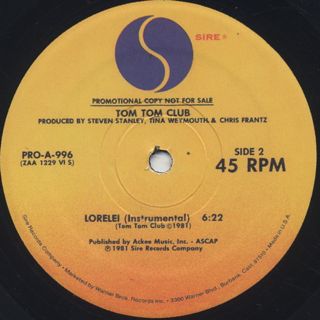 SIRE®
PROMOTIONAL COPY NOT FOR SALE
TOM TOM CLUB
PRODUCED BY STEVEN STANLEY, TINA WEYMOUTH & CHRIS FRANTZ
PRO-A-996
(ZAA 1229 VI S)
SIDE 2
45 RPM
LORELEI (Instrumental) 6:22
(Tom Tom Club ©1981)
Published by Ackee Music, Inc. - ASCAP
℗ 1981 Sire Records Company
Sire Records Company • Marketed by Warner Bros. Records Inc. • 3300 Warner Blvd., Burbank, Calif. 91510 • Made in U.S.A.